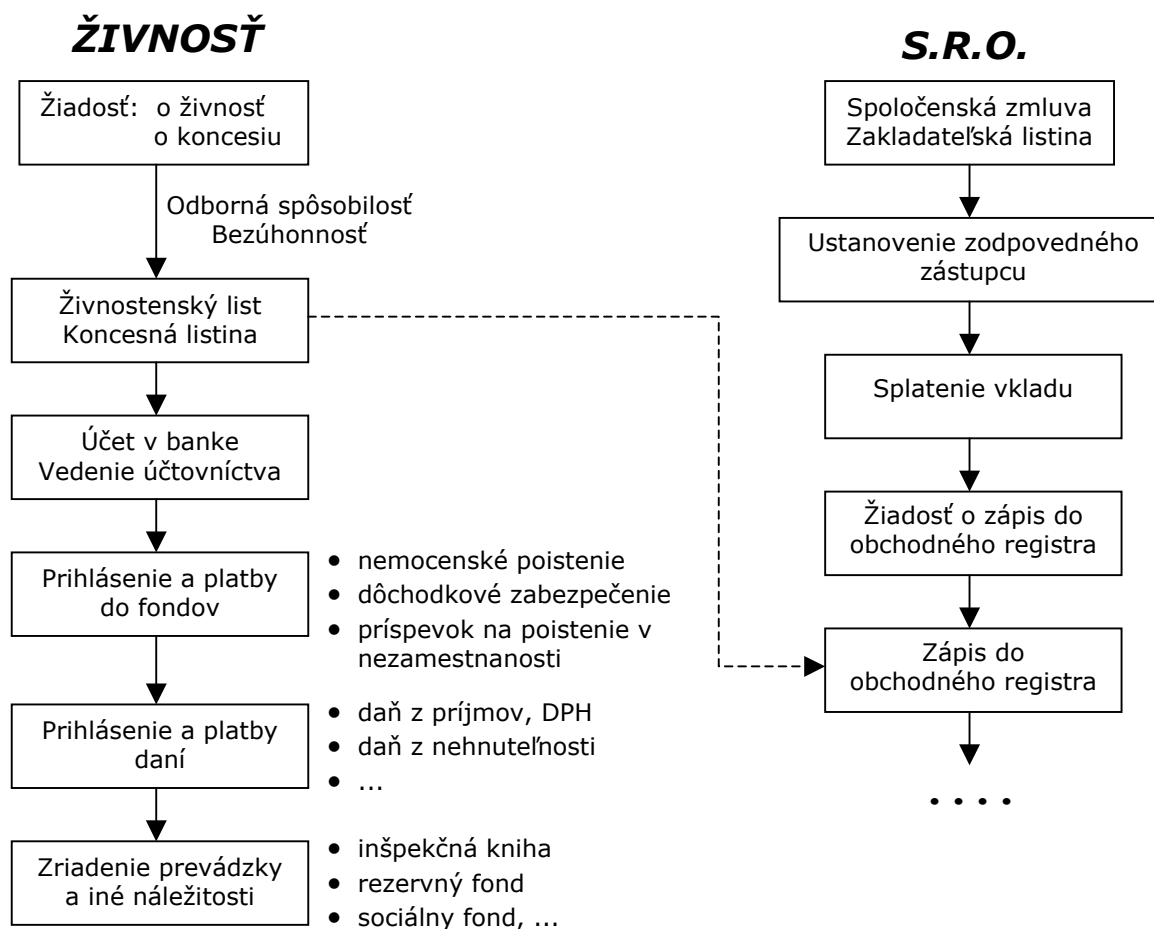 ŽIVNOSŤ
Žiadosť: o živnosť
o koncesiu
Odborná spôsobilosť
Bezúhonnosť
Živnostenský list
Koncesná listina
Účet v banke
Vedenie účtovníctva
Prihlásenie a platby
do fondov
• nemocenské poistenie
• dôchodkové zabezpečenie
• príspevok na poistenie v
nezamestnanosti
Prihlásenie a platby
daní
• daň z príjmov, DPH
• daň z nehnuteľnosti
• ...
Zriadenie prevádzky
a iné náležitosti
• inšpekčná kniha
• rezervný fond
• sociálny fond, ...
S.R.O.
Spoločenská zmluva
Zakladateľská listina
Ustanovenie zodpovedného
zástupcu
Splatenie vkladu
Žiadosť o zápis do
obchodného registra
Zápis do
obchodného registra
. . . .